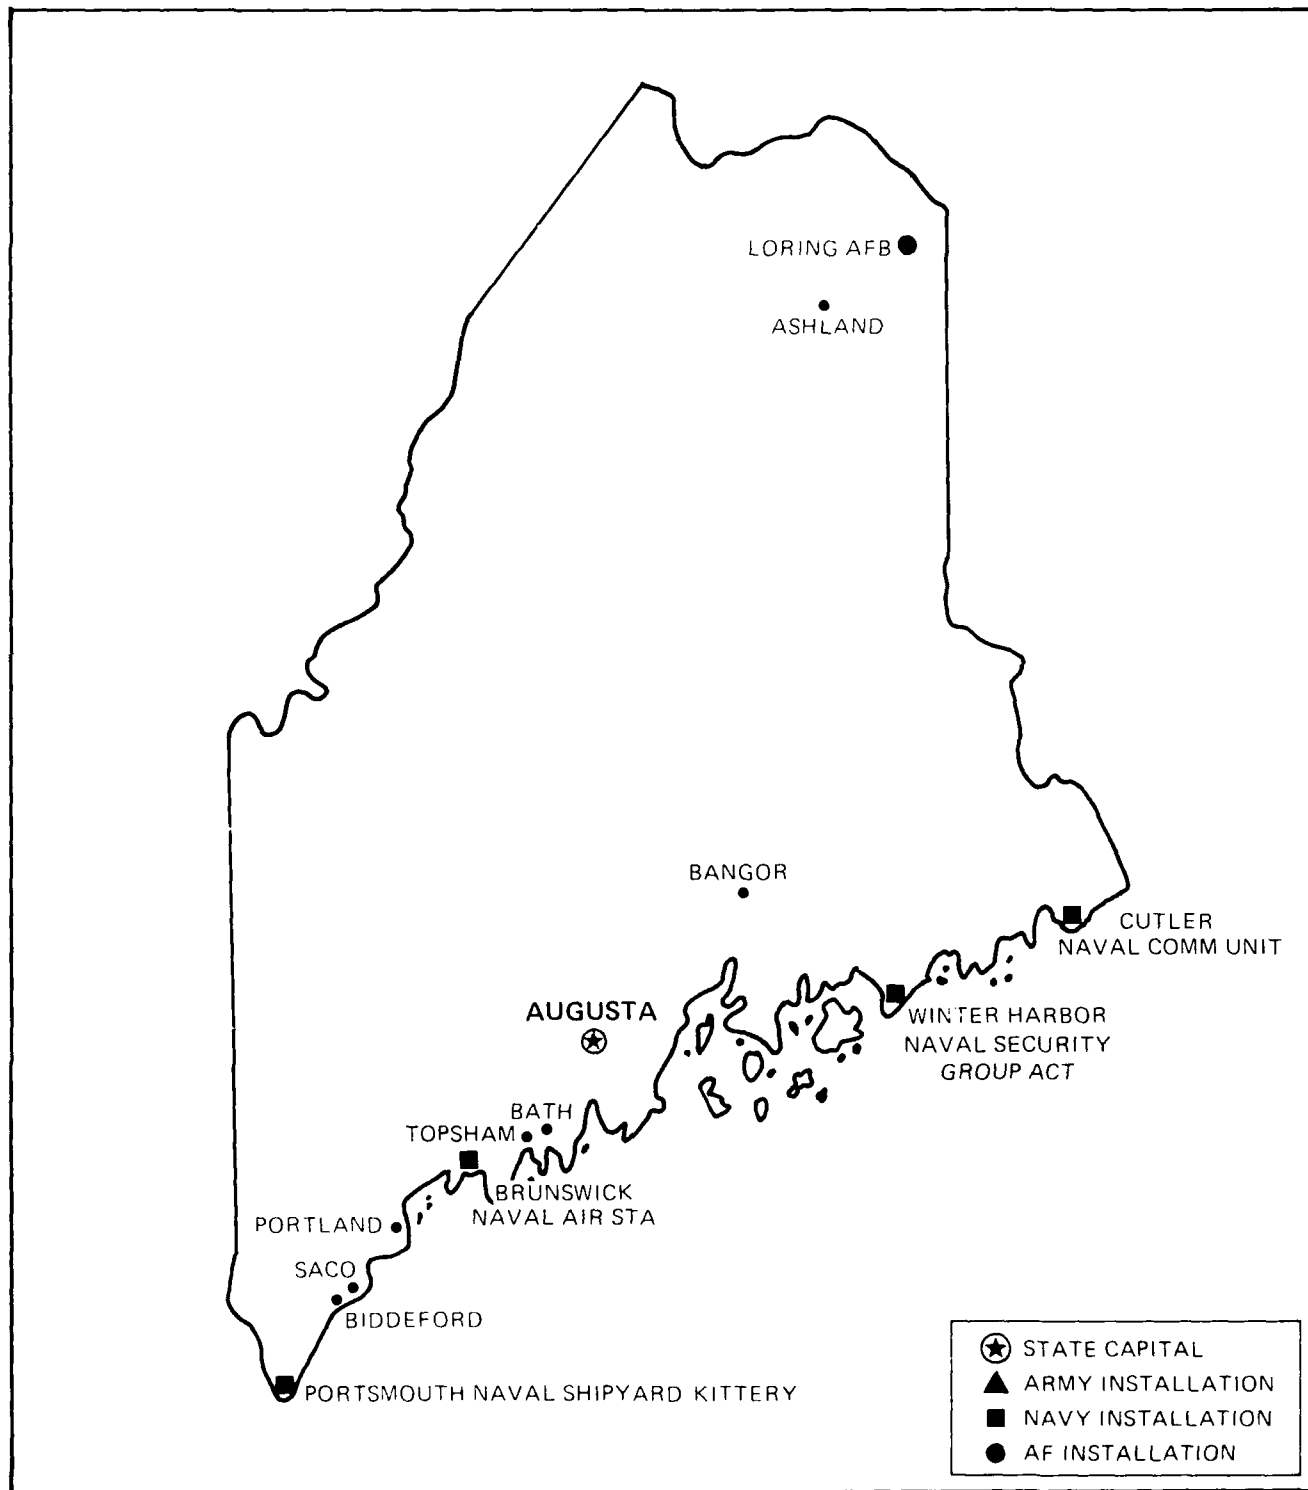 LORING AFB
ASHLAND
BANGOR
CUTLER
NAVAL COMM UNIT
AUGUSTA
WINTER HARBOR
NAVAL SECURITY
GROUP ACT
BATH
TOPSHAM
BRUNSWICK
NAVAL AIR STA
PORTLAND
SACO
BIDDEFORD
PORTSMOUTH NAVAL SHIPYARD KITTERY
STATE CAPITAL
ARMY INSTALLATION
NAVY INSTALLATION
AF INSTALLATION